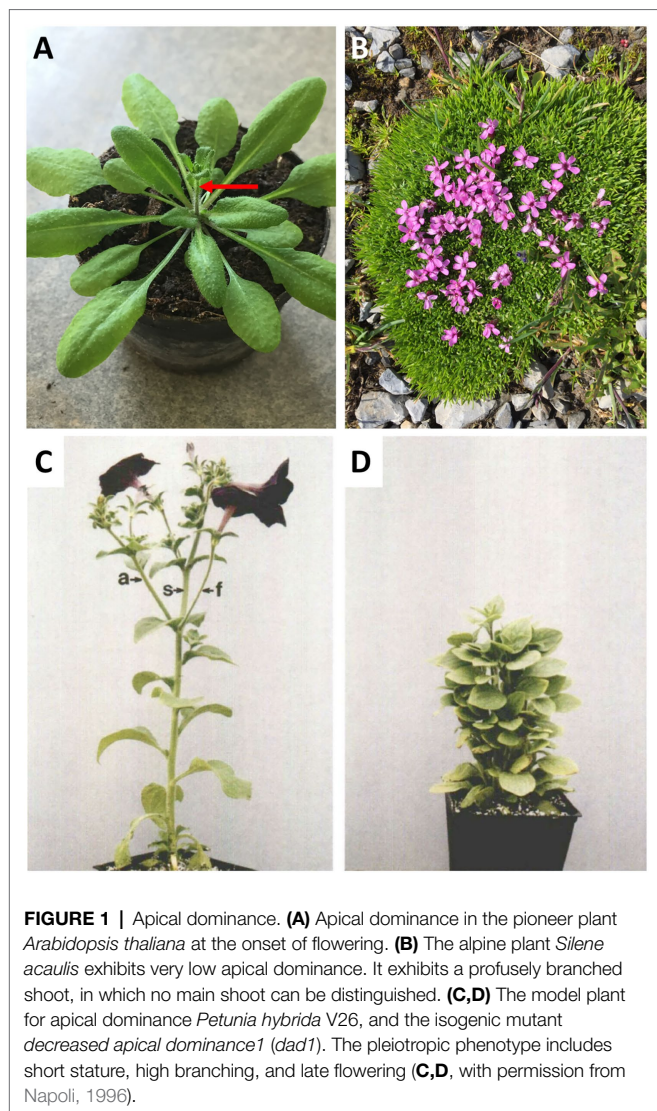 A
B
C
D
a
s
f
FIGURE 1 | Apical dominance. (A) Apical dominance in the pioneer plant
Arabidopsis thaliana at the onset of flowering. (B) The alpine plant Silene
acaulis exhibits very low apical dominance. It exhibits a profusely branched
shoot, in which no main shoot can be distinguished. (C,D) The model plant
for apical dominance Petunia hybrida V26, and the isogenic mutant
decreased apical dominance1 (dad1). The pleiotropic phenotype includes
short stature, high branching, and late flowering (C,D, with permission from
Napoli, 1996).